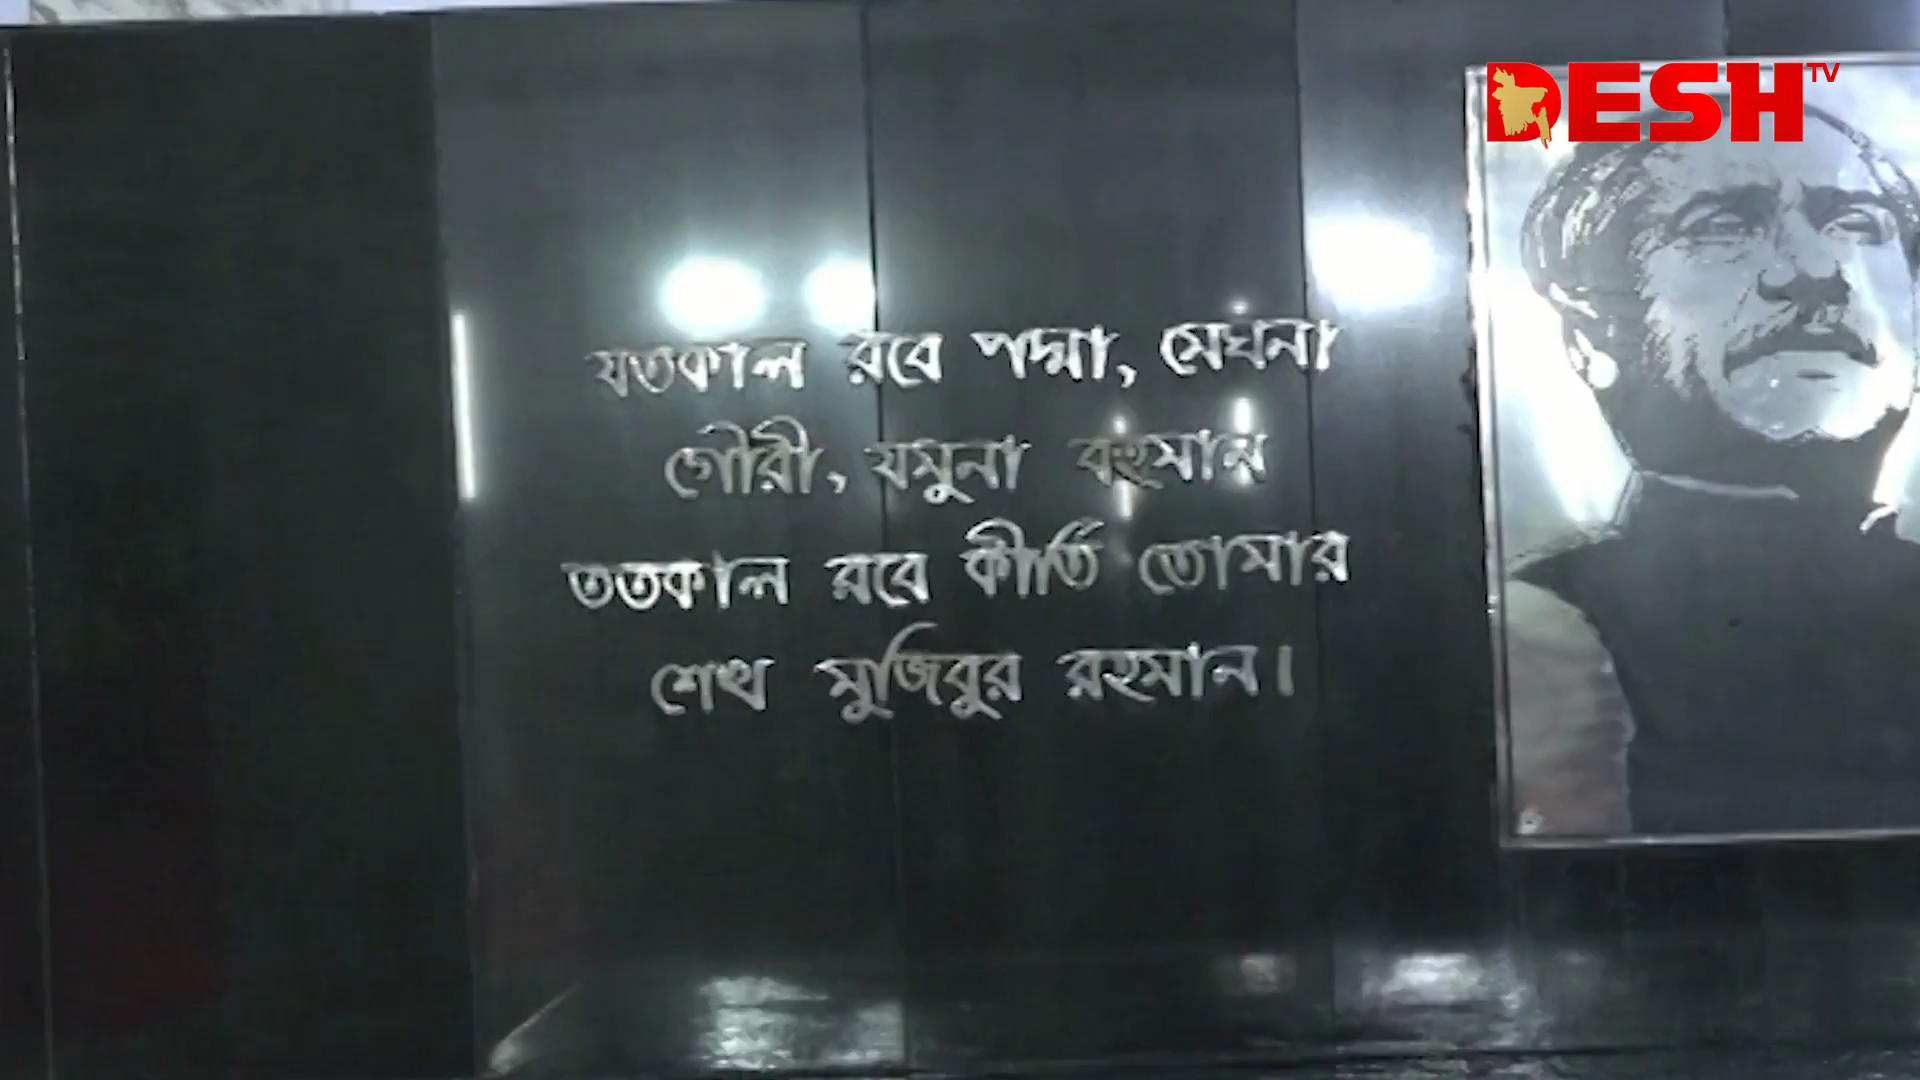 DESH TV
যতকাল রবে পদ্মা, মেঘনা
গৌরী, যমুনা বহমান
ততকাল রবে কীর্তি তোমার
শেখ মুজিবুর রহমান।